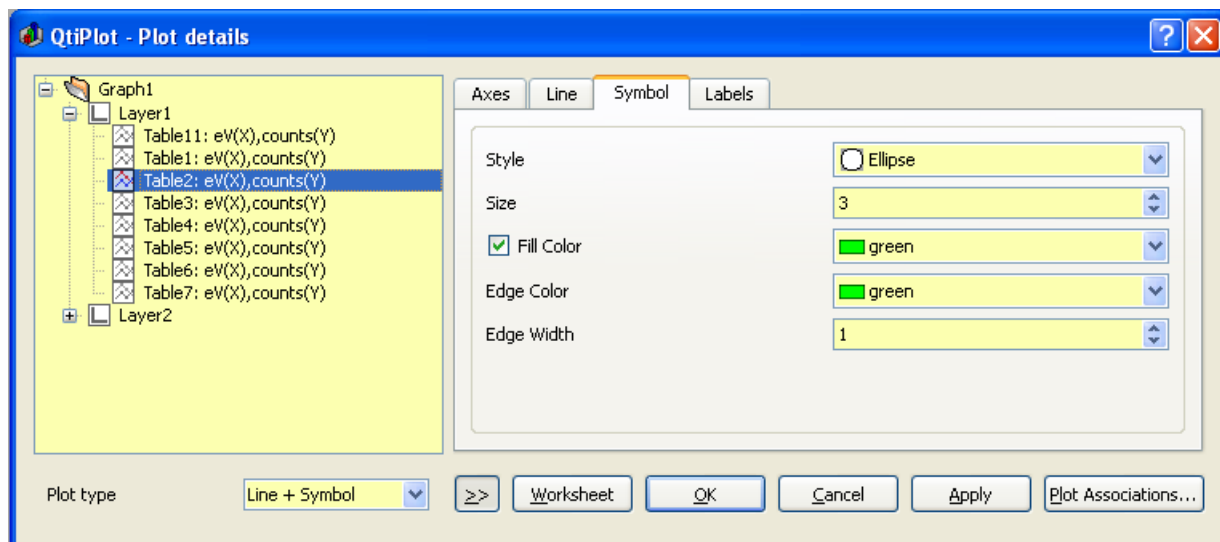 QtiPlot - Plot details
Graph1
Layer1
Table11: eV(X),counts(Y)
Table1: eV(X),counts(Y)
Table2: eV(X),counts(Y)
Table3: eV(X),counts(Y)
Table4: eV(X),counts(Y)
Table5: eV(X),counts(Y)
Table6: eV(X),counts(Y)
Table7: eV(X),counts(Y)
Layer2
Axes Line Symbol Labels
Style Ellipse
Size 3
Fill Color green
Edge Color green
Edge Width 1
Plot type Line + Symbol >> Worksheet OK Cancel Apply Plot Associations...